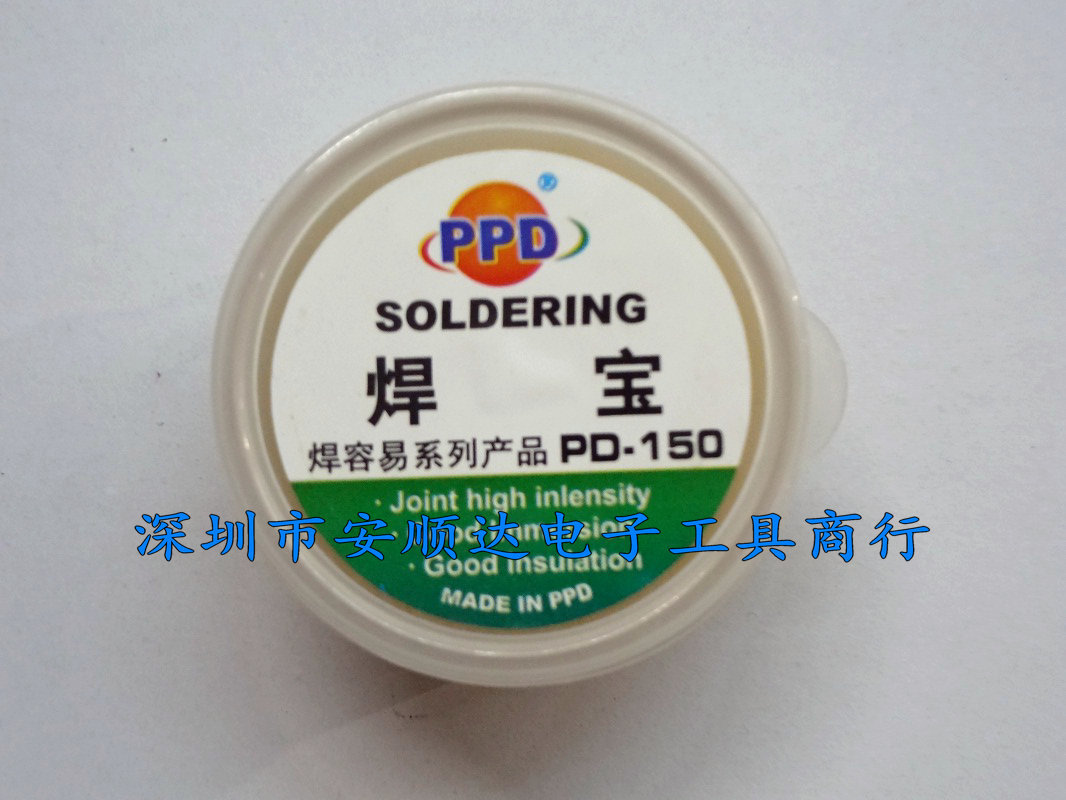 PPD®
SOLDERING
焊 宝
焊容易系列产品 PD-150
· Joint high inlensity
深圳市安顺达电子工具商行
· Good insulation
MADE IN PPD